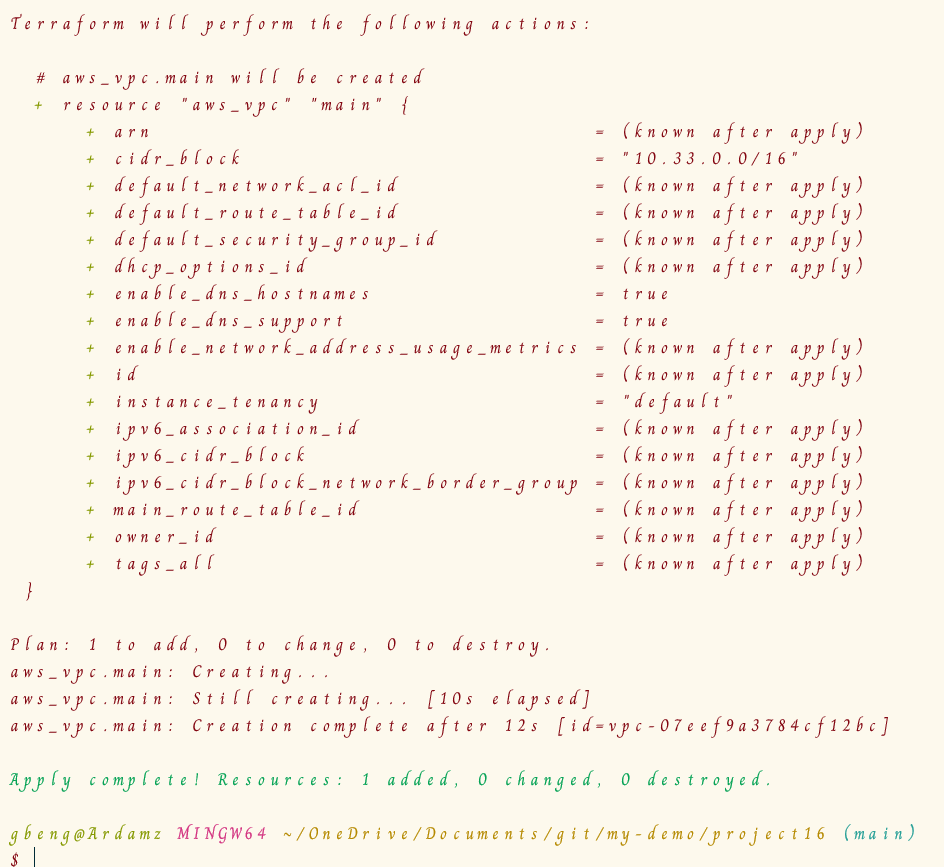 Terraform will perform the following actions:
# aws_vpc.main will be created
+ resource "aws_vpc" "main" {
+ arn = (known after apply)
+ cidr_block = "10.33.0.0/16"
+ default_network_acl_id = (known after apply)
+ default_route_table_id = (known after apply)
+ default_security_group_id = (known after apply)
+ dhcp_options_id = (known after apply)
+ enable_dns_hostnames = true
+ enable_dns_support = true
+ enable_network_address_usage_metrics = (known after apply)
+ id = (known after apply)
+ instance_tenancy = "default"
+ ipv6_association_id = (known after apply)
+ ipv6_cidr_block = (known after apply)
+ ipv6_cidr_block_network_border_group = (known after apply)
+ main_route_table_id = (known after apply)
+ owner_id = (known after apply)
+ tags_all = (known after apply)
}
Plan: 1 to add, 0 to change, 0 to destroy.
aws_vpc.main: Creating...
aws_vpc.main: Still creating... [10s elapsed]
aws_vpc.main: Creation complete after 12s [id=vpc-07eef9a3784cf12bc]
Apply complete! Resources: 1 added, 0 changed, 0 destroyed.
gbeng@Ardamz MINGW64 ~/OneDrive/Documents/git/my-demo/project16 (main)
$